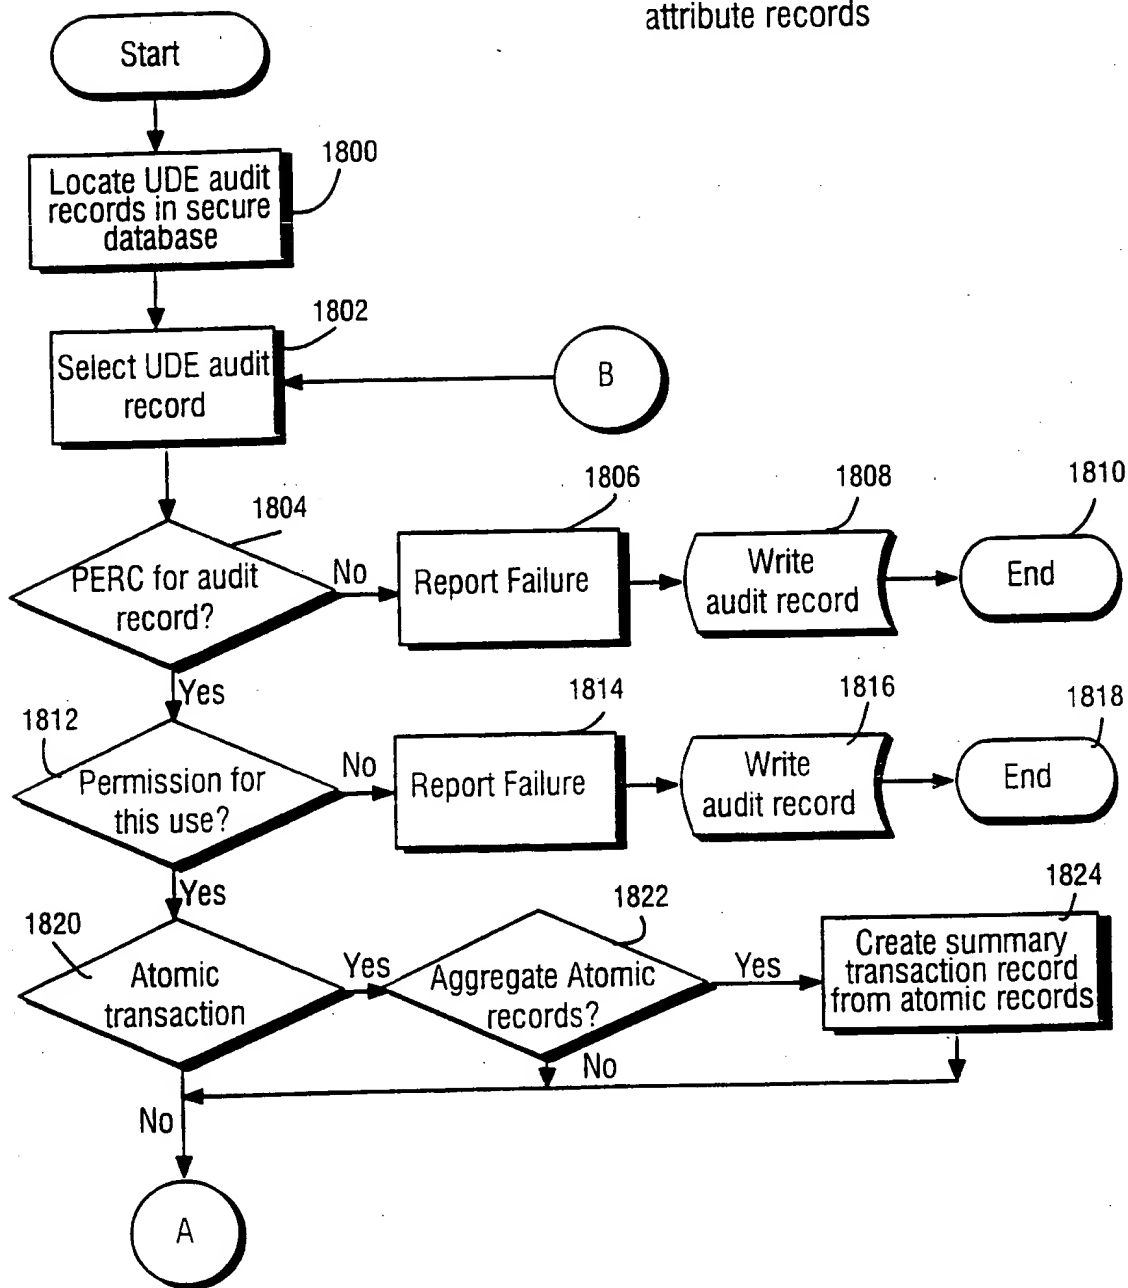 attribute records
Start
1800
Locate UDE audit
records in secure
database
1802
Select UDE audit
record
B
1804
PERC for audit
record?
No
1806
Report Failure
1808
Write
audit record
1810
End
Yes
1812
Permission for
this use?
No
1814
Report Failure
1816
Write
audit record
1818
End
Yes
1820
Atomic
transaction
Yes
1822
Aggregate Atomic
records?
Yes
1824
Create summary
transaction record
from atomic records
No
No
A